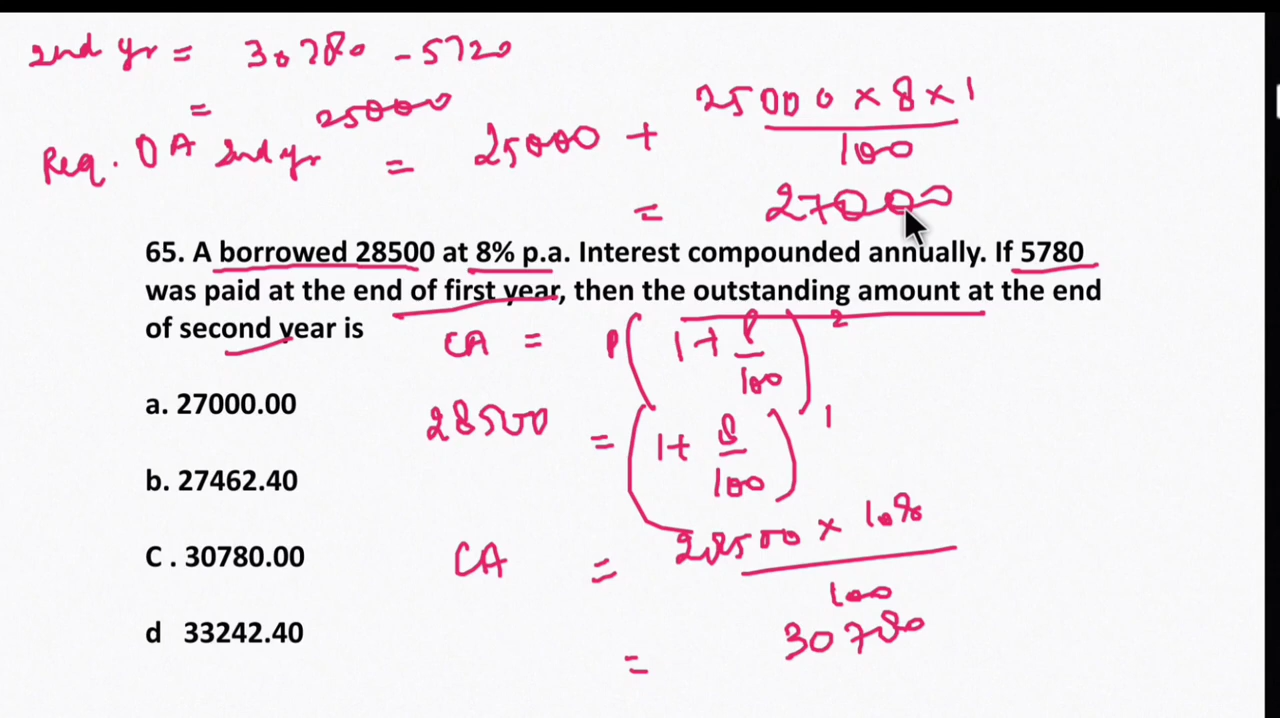 2nd yr = 30780 - 5720
= 25000
Req. OA 2nd yr = 25000 + 25000 × 8 × 1
100
= 27000
65. A borrowed 28500 at 8% p.a. Interest compounded annually. If 5780
was paid at the end of first year, then the outstanding amount at the end
of second year is
CA = P(1+ P/100)²
a. 27000.00
28500 = (1+ 8/100)¹
b. 27462.40
CA = 28500 × 108
100
C . 30780.00
= 30780
d 33242.40